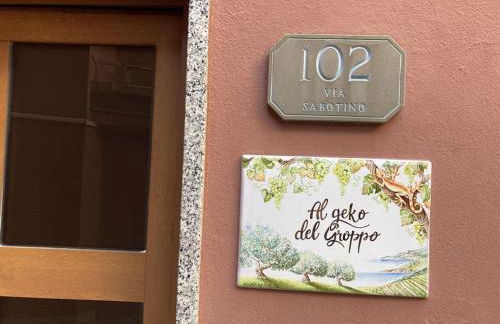 102
VIA
SABOTINO
Al geko
del Groppo